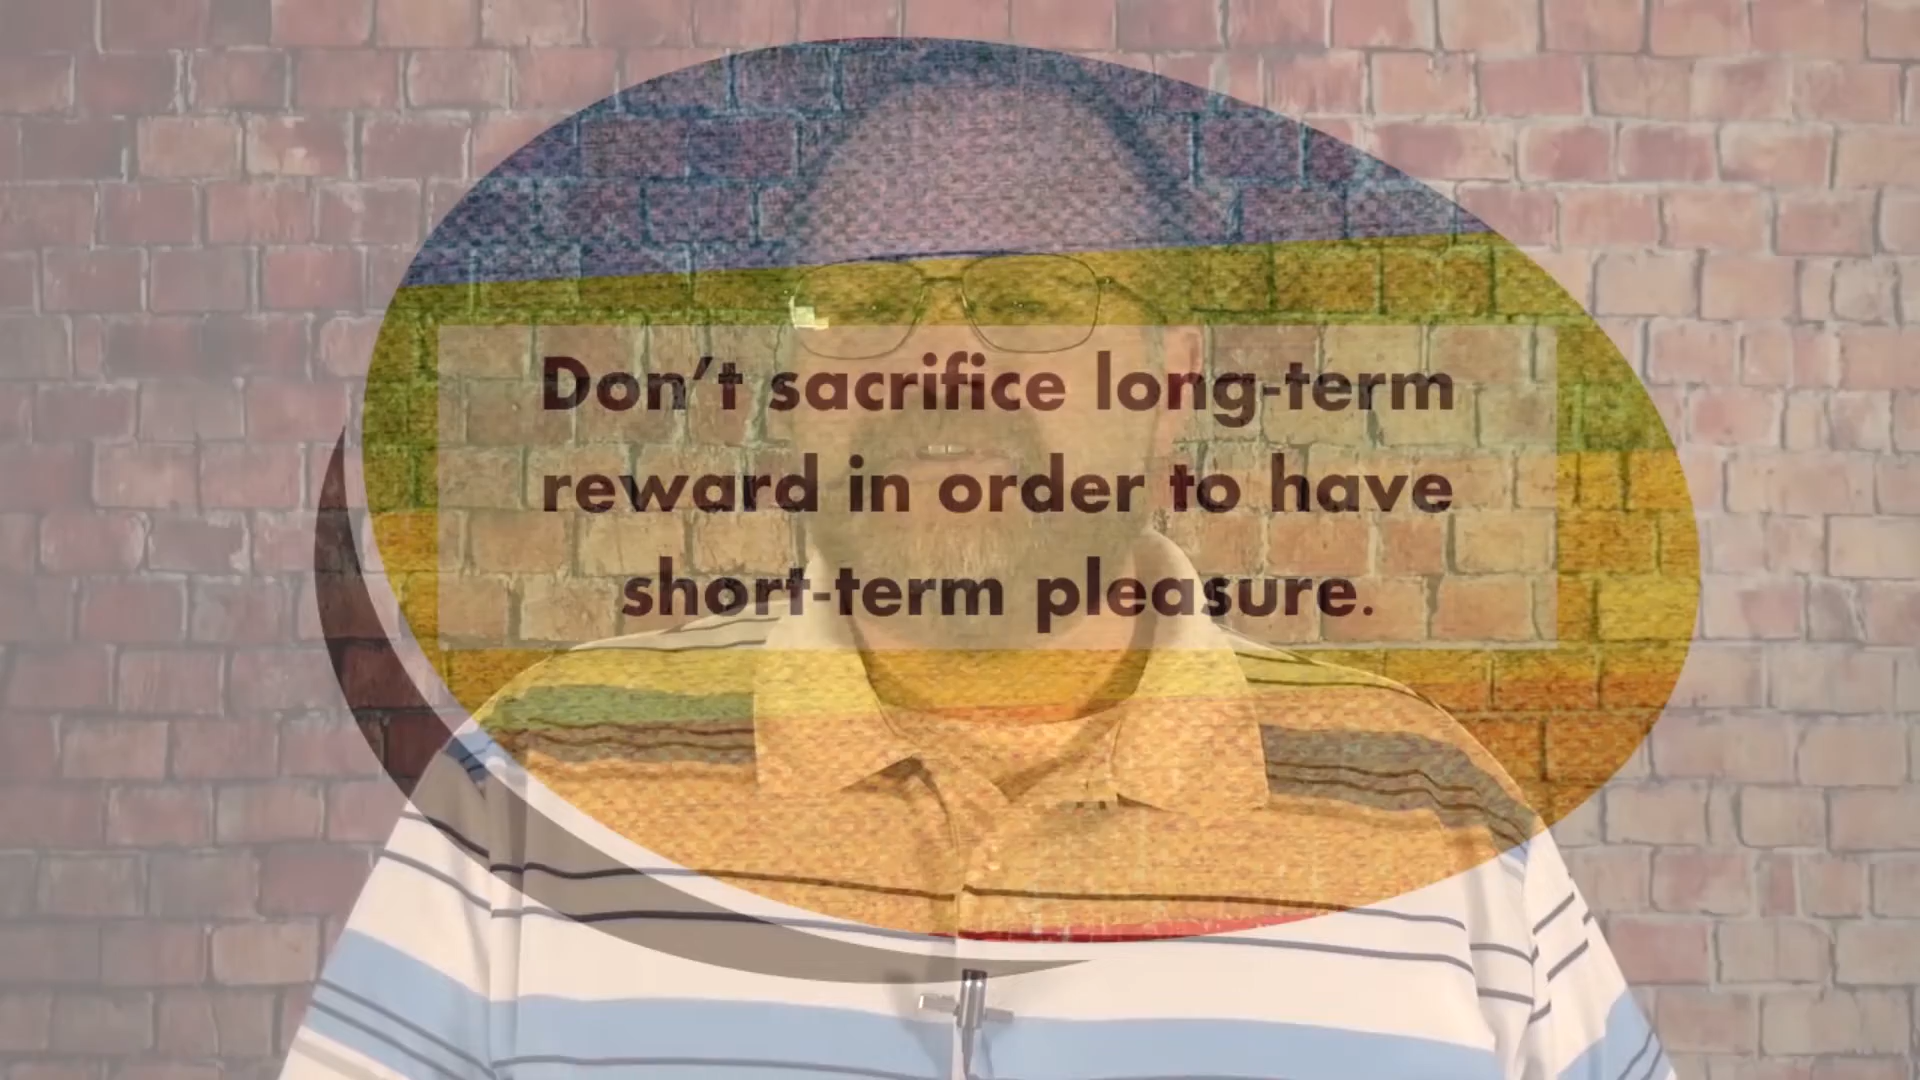 Don’t sacrifice long-term
reward in order to have
short-term pleasure.